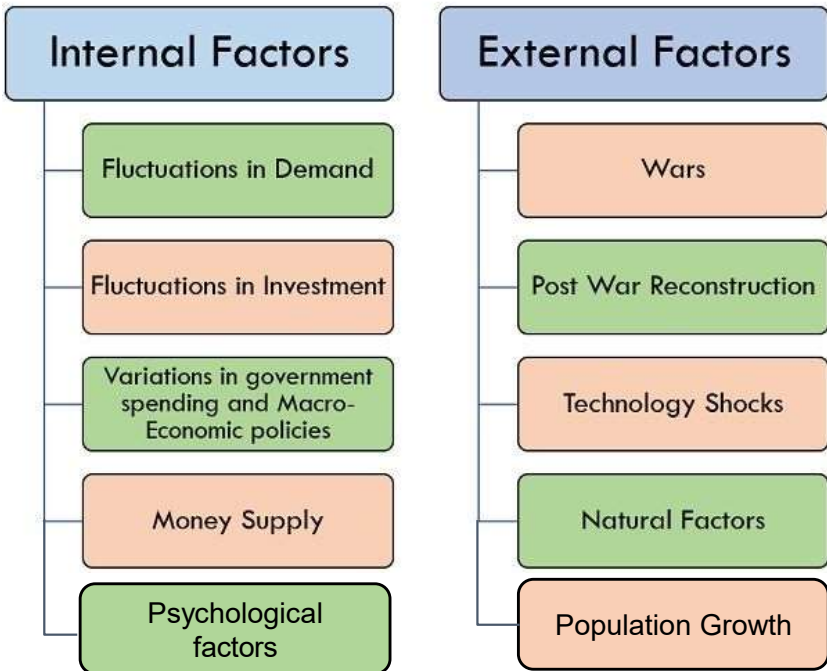 Internal Factors
Fluctuations in Demand
Fluctuations in Investment
Variations in government
spending and Macro-
Economic policies
Money Supply
Psychological
factors
External Factors
Wars
Post War Reconstruction
Technology Shocks
Natural Factors
Population Growth